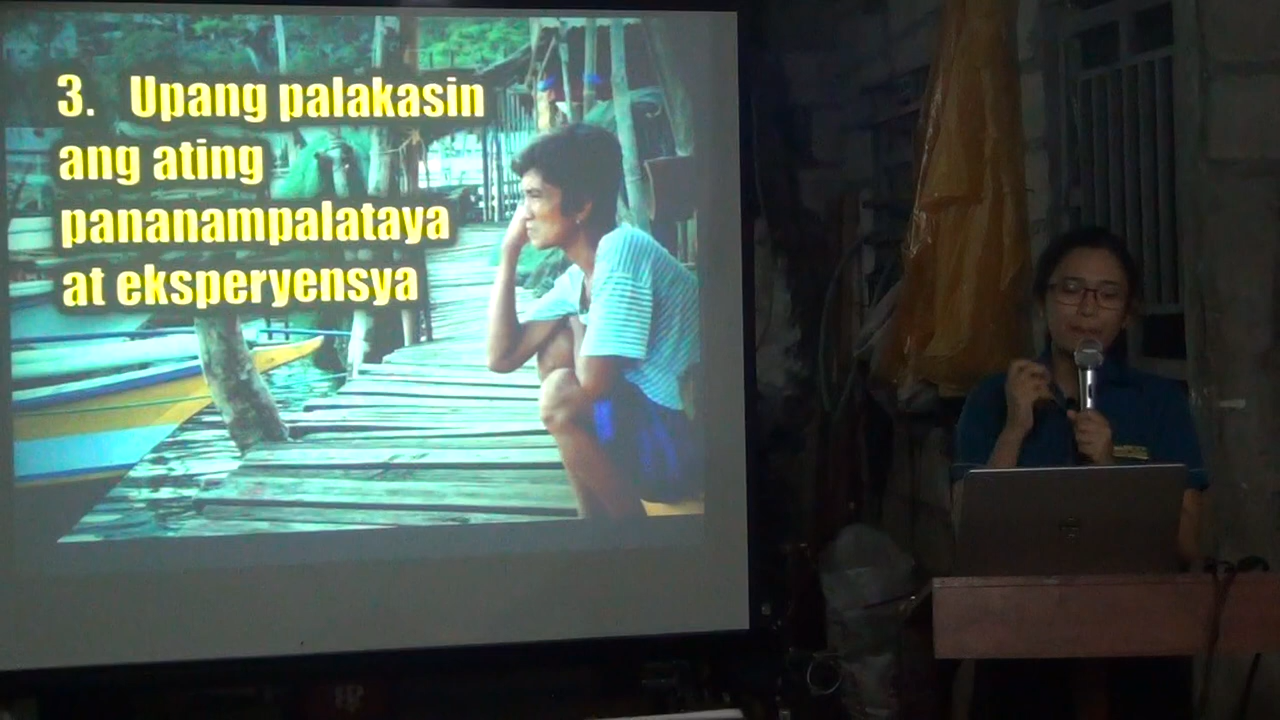 3. Upang palakasin
ang ating
pananampalataya
at eksperyensya